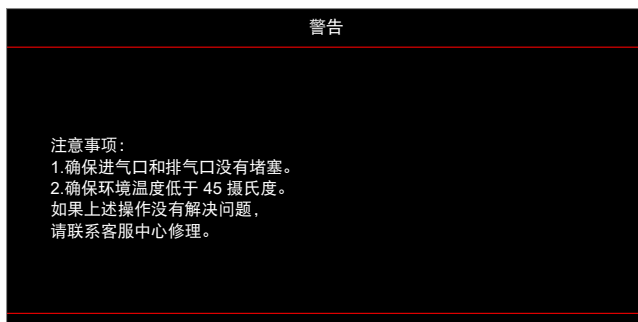 警告
注意事项：
1.确保进气口和排气口没有堵塞。
2.确保环境温度低于 45 摄氏度。
如果上述操作没有解决问题，
请联系客服中心修理。